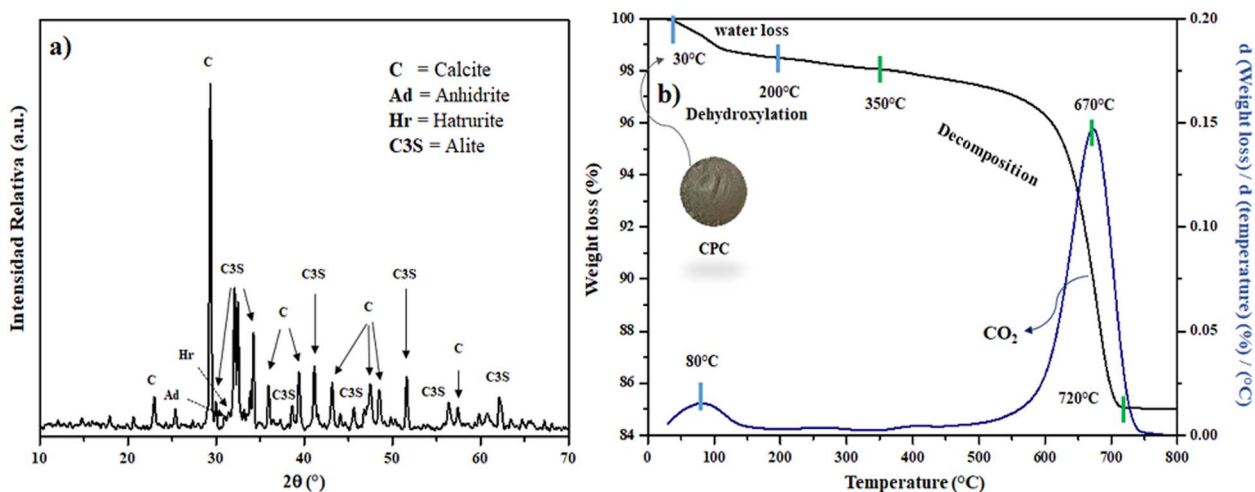 a)
C
C = Calcite
Ad = Anhidrite
Hr = Hatrurite
C3S = Alite
C3S
C3S
C3S
C
C
Hr
Ad
C
C3S
C3S
C3S
C
C3S
Intensidad Relativa (a.u.)
10 20 30 40 50 60 70
2θ (°)
b)
100
98
96
94
92
90
88
86
84
Weight loss (%)
water loss
30°C
200°C
350°C
670°C
Dehydroxylation
Decomposition
CPC
CO2
80°C
720°C
0.20
0.15
0.10
0.05
0.00
d (Weight loss) / d (temperature) (%) / (°C)
0 100 200 300 400 500 600 700 800
Temperature (°C)